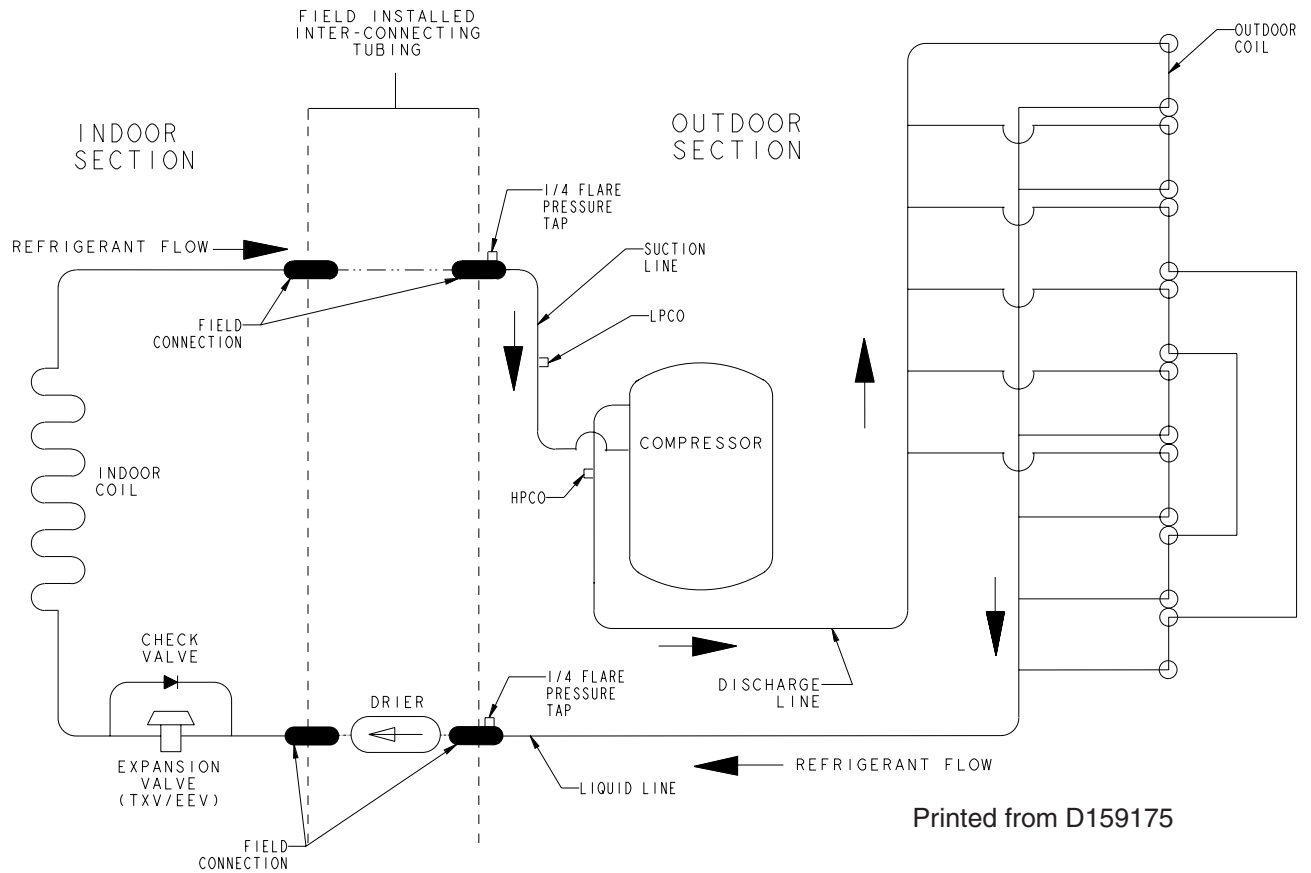 FIELD INSTALLED
INTER-CONNECTING
TUBING
OUTDOOR
COIL
INDOOR
SECTION
OUTDOOR
SECTION
1/4 FLARE
PRESSURE
TAP
REFRIGERANT FLOW
SUCTION
LINE
FIELD
CONNECTION
LPCO
COMPRESSOR
INDOOR
COIL
HPCO
CHECK
VALVE
DRIER
1/4 FLARE
PRESSURE
TAP
DISCHARGE
LINE
EXPANSION
VALVE
(TXV/EEV)
LIQUID LINE
REFRIGERANT FLOW
Printed from D159175
FIELD
CONNECTION